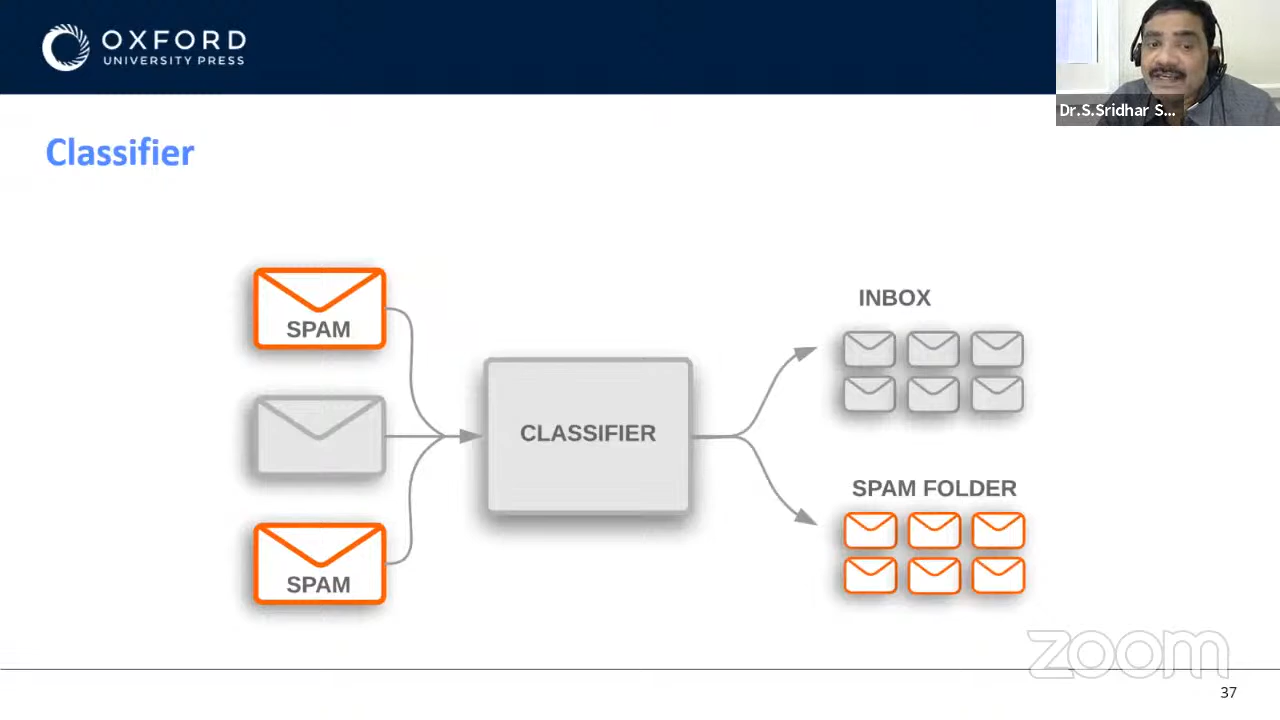 OXFORD
UNIVERSITY PRESS
Dr.S.Sridhar S...
Classifier
SPAM
SPAM
CLASSIFIER
INBOX
SPAM FOLDER
zoom
37